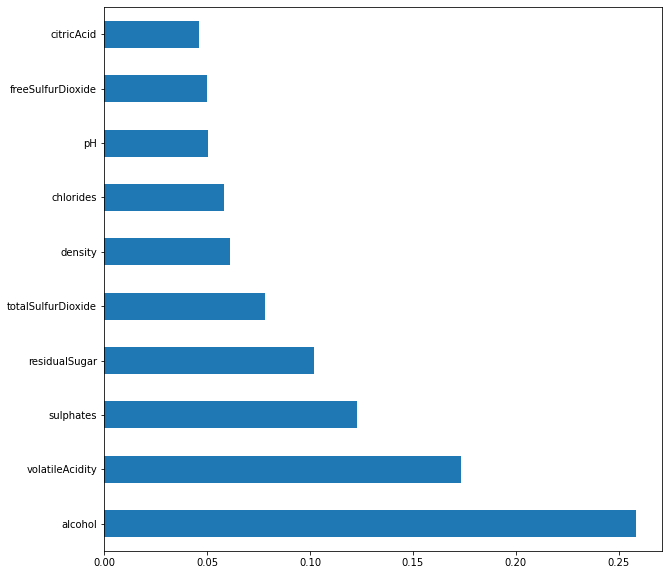 citricAcid
freeSulfurDioxide
pH
chlorides
density
totalSulfurDioxide
residualSugar
sulphates
volatileAcidity
alcohol
0.00 0.05 0.10 0.15 0.20 0.25